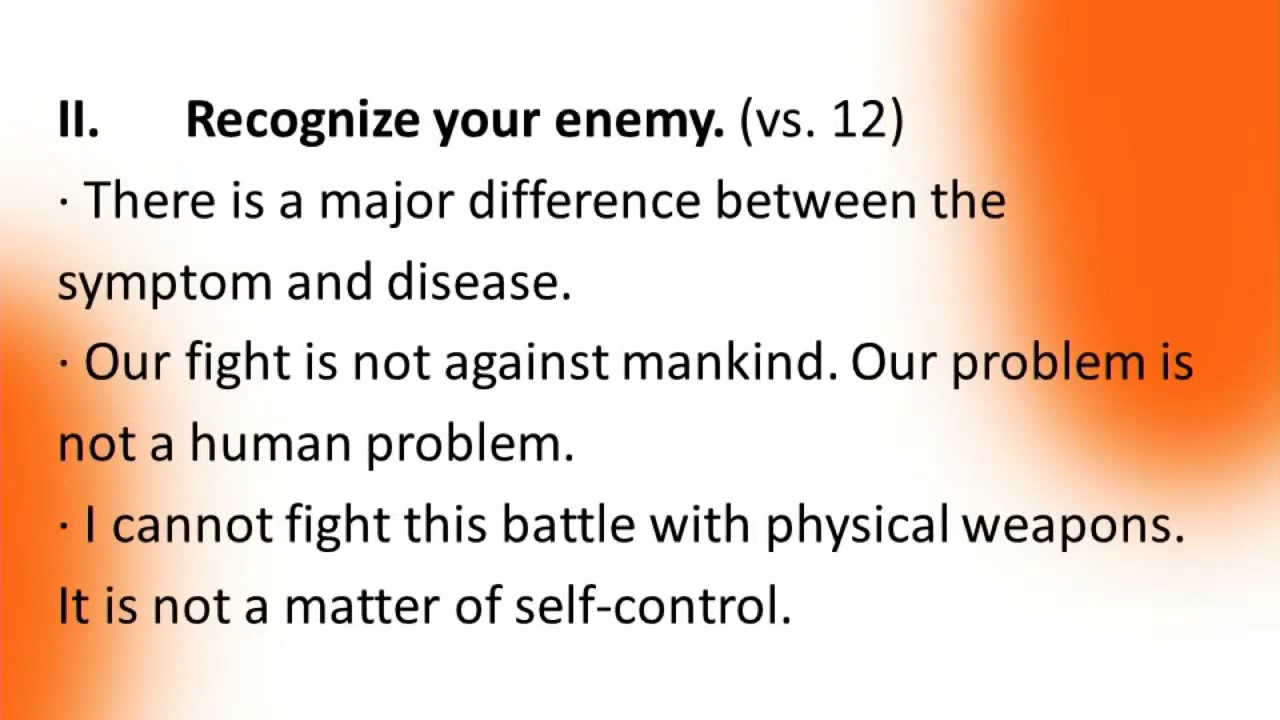 II. Recognize your enemy. (vs. 12)
· There is a major difference between the
symptom and disease.
· Our fight is not against mankind. Our problem is
not a human problem.
· I cannot fight this battle with physical weapons.
It is not a matter of self-control.